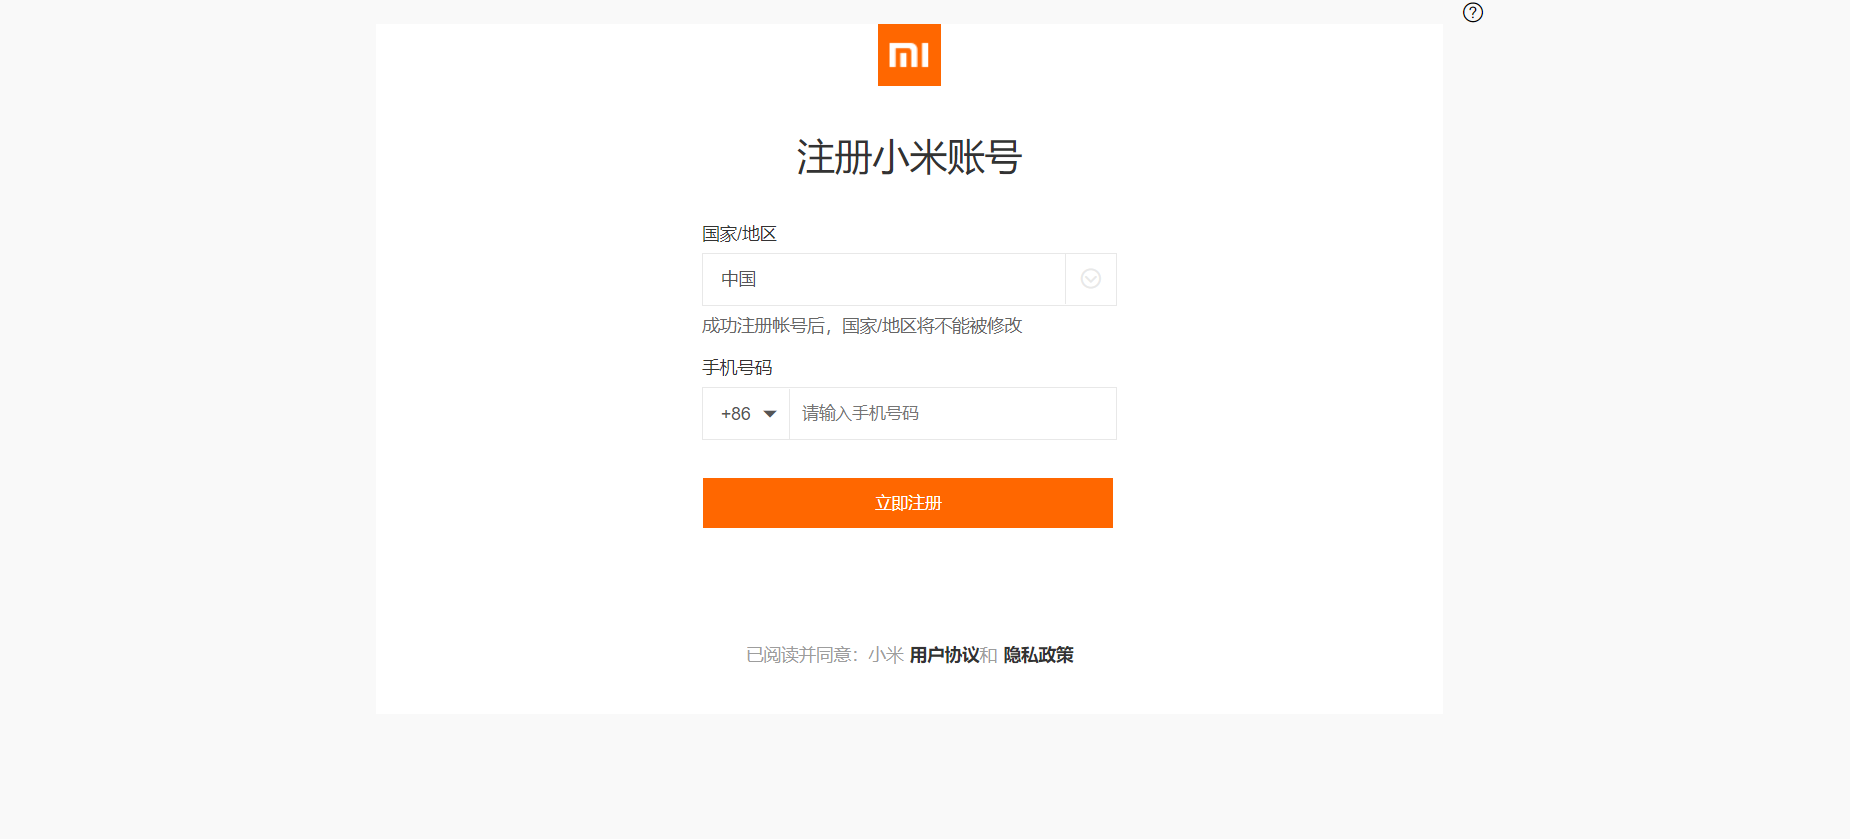 mi
注册小米账号
国家/地区
中国
成功注册帐号后，国家/地区将不能被修改
手机号码
+86 请输入手机号码
立即注册
已阅读并同意：小米 用户协议和 隐私政策